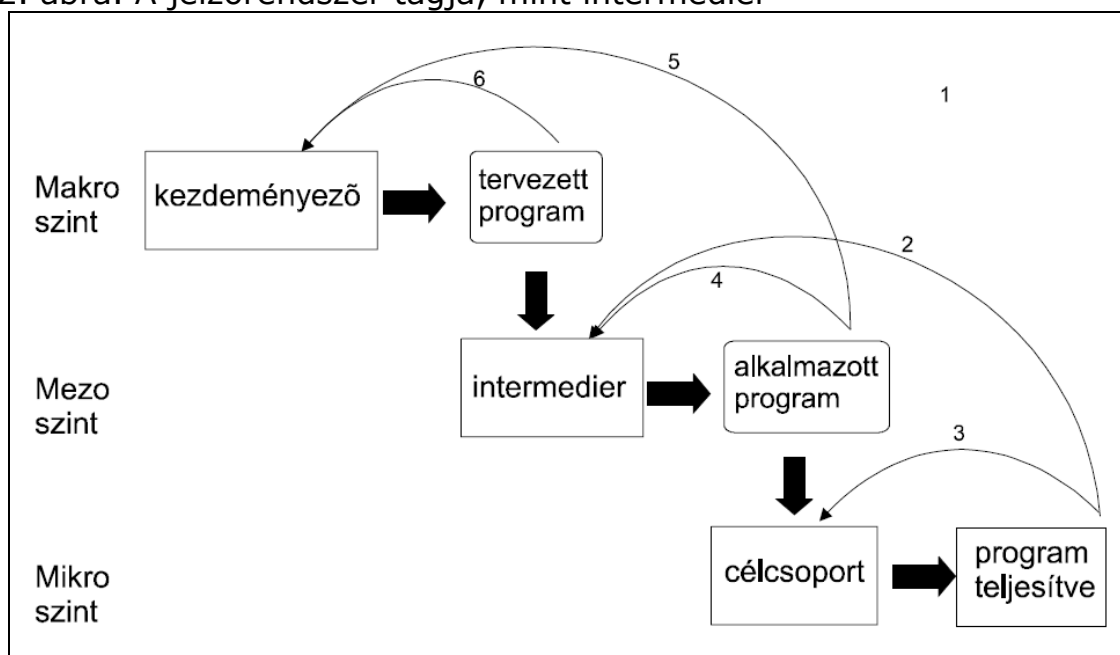 2. ábra. A jelzőrendszer tagja, mint intermedier
5
6
1
Makro
szint
kezdeményezõ
tervezett
program
2
4
Mezo
szint
intermedier
alkalmazott
program
3
Mikro
szint
célcsoport
program
teljesítve